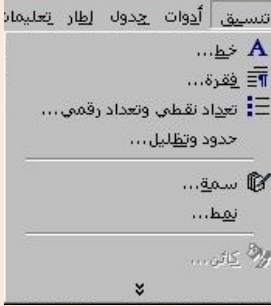 تنسيق أدوات جدول إطار تعليمات
خط...
فقرة...
تعداد نقطي وتعداد رقمي...
حدود وتظليل...
سمة...
نمط...
كائن...